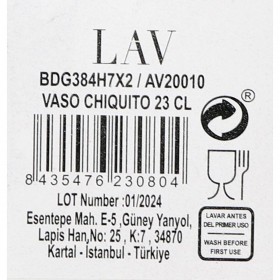 LAV
BDG384H7X2 / AV20010
VASO CHIQUITO 23 CL
®
8 435476 230804
LOT Number :01/2024
Esentepe Mah. E-5 ,Güney Yanyol,
Lapis Han,No: 25 , K:7 , 34870
Kartal - Istanbul - Türkiye
LAVAR ANTES
DEL PRIMER USO
WASH BEFORE
FIRST USE